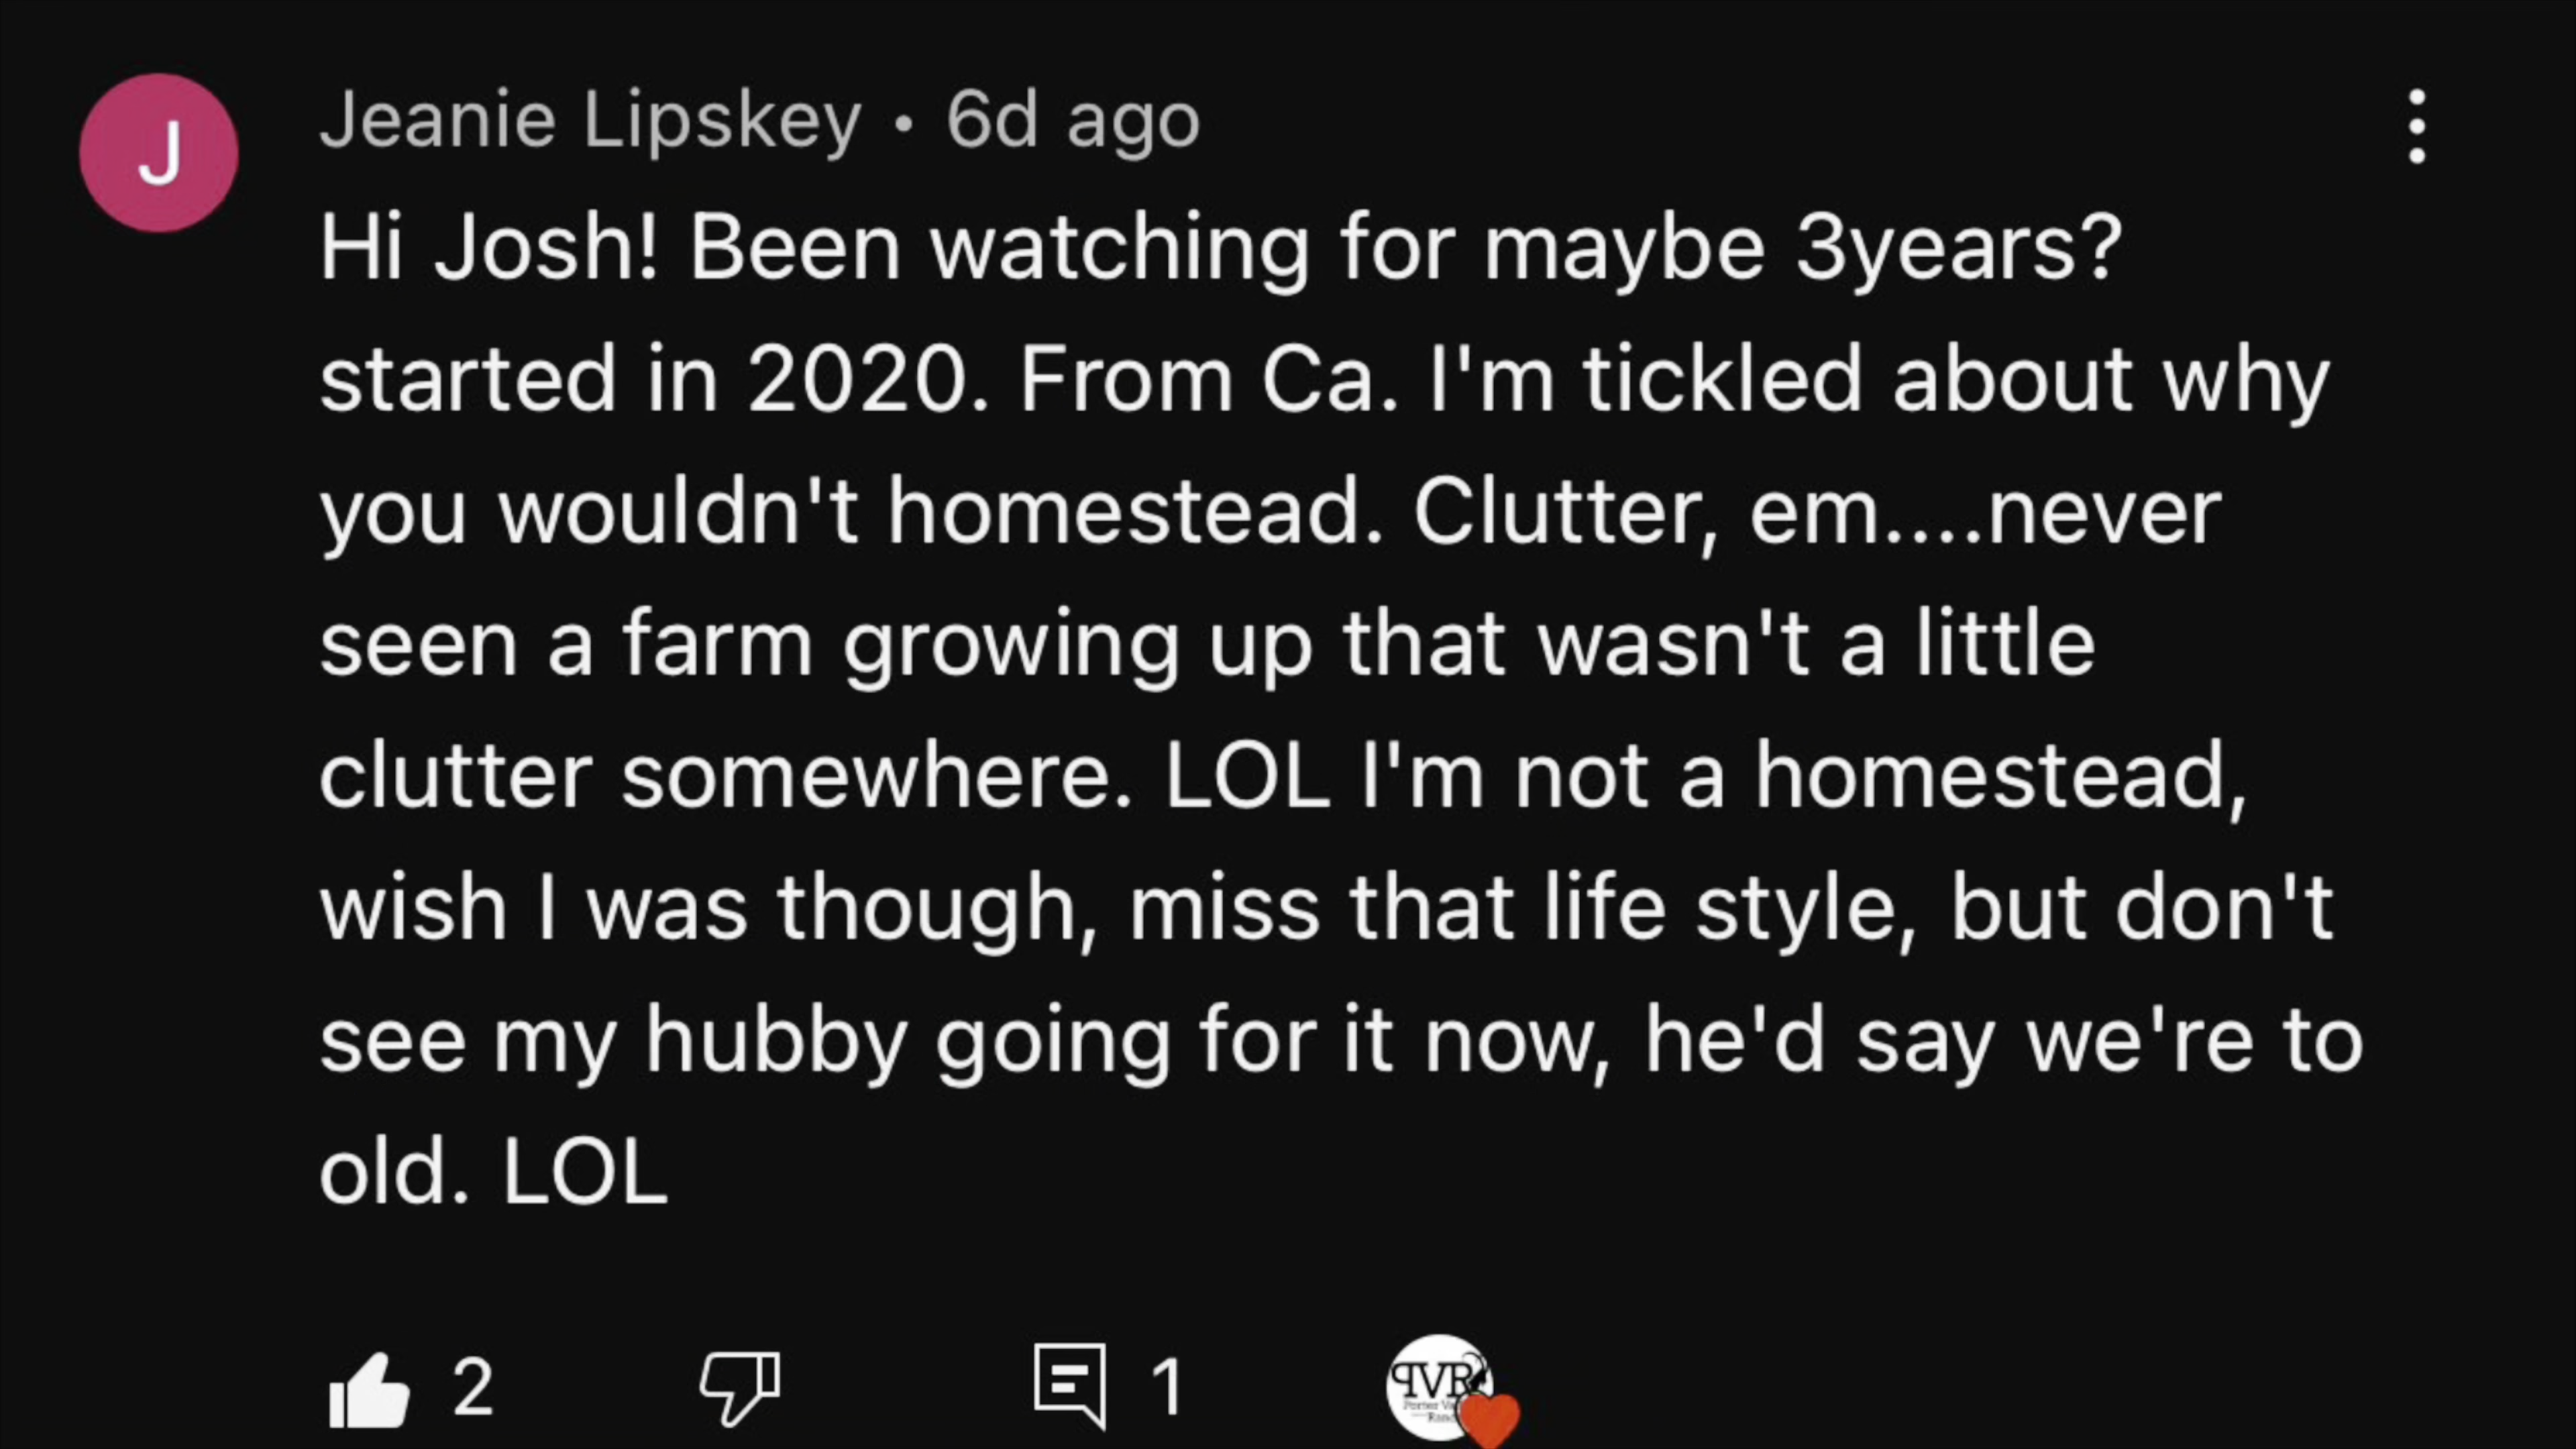 J
Jeanie Lipskey • 6d ago
Hi Josh! Been watching for maybe 3years?
started in 2020. From Ca. I'm tickled about why
you wouldn't homestead. Clutter, em....never
seen a farm growing up that wasn't a little
clutter somewhere. LOL I'm not a homestead,
wish I was though, miss that life style, but don't
see my hubby going for it now, he'd say we're to
old. LOL
2 1
PVR
Porter